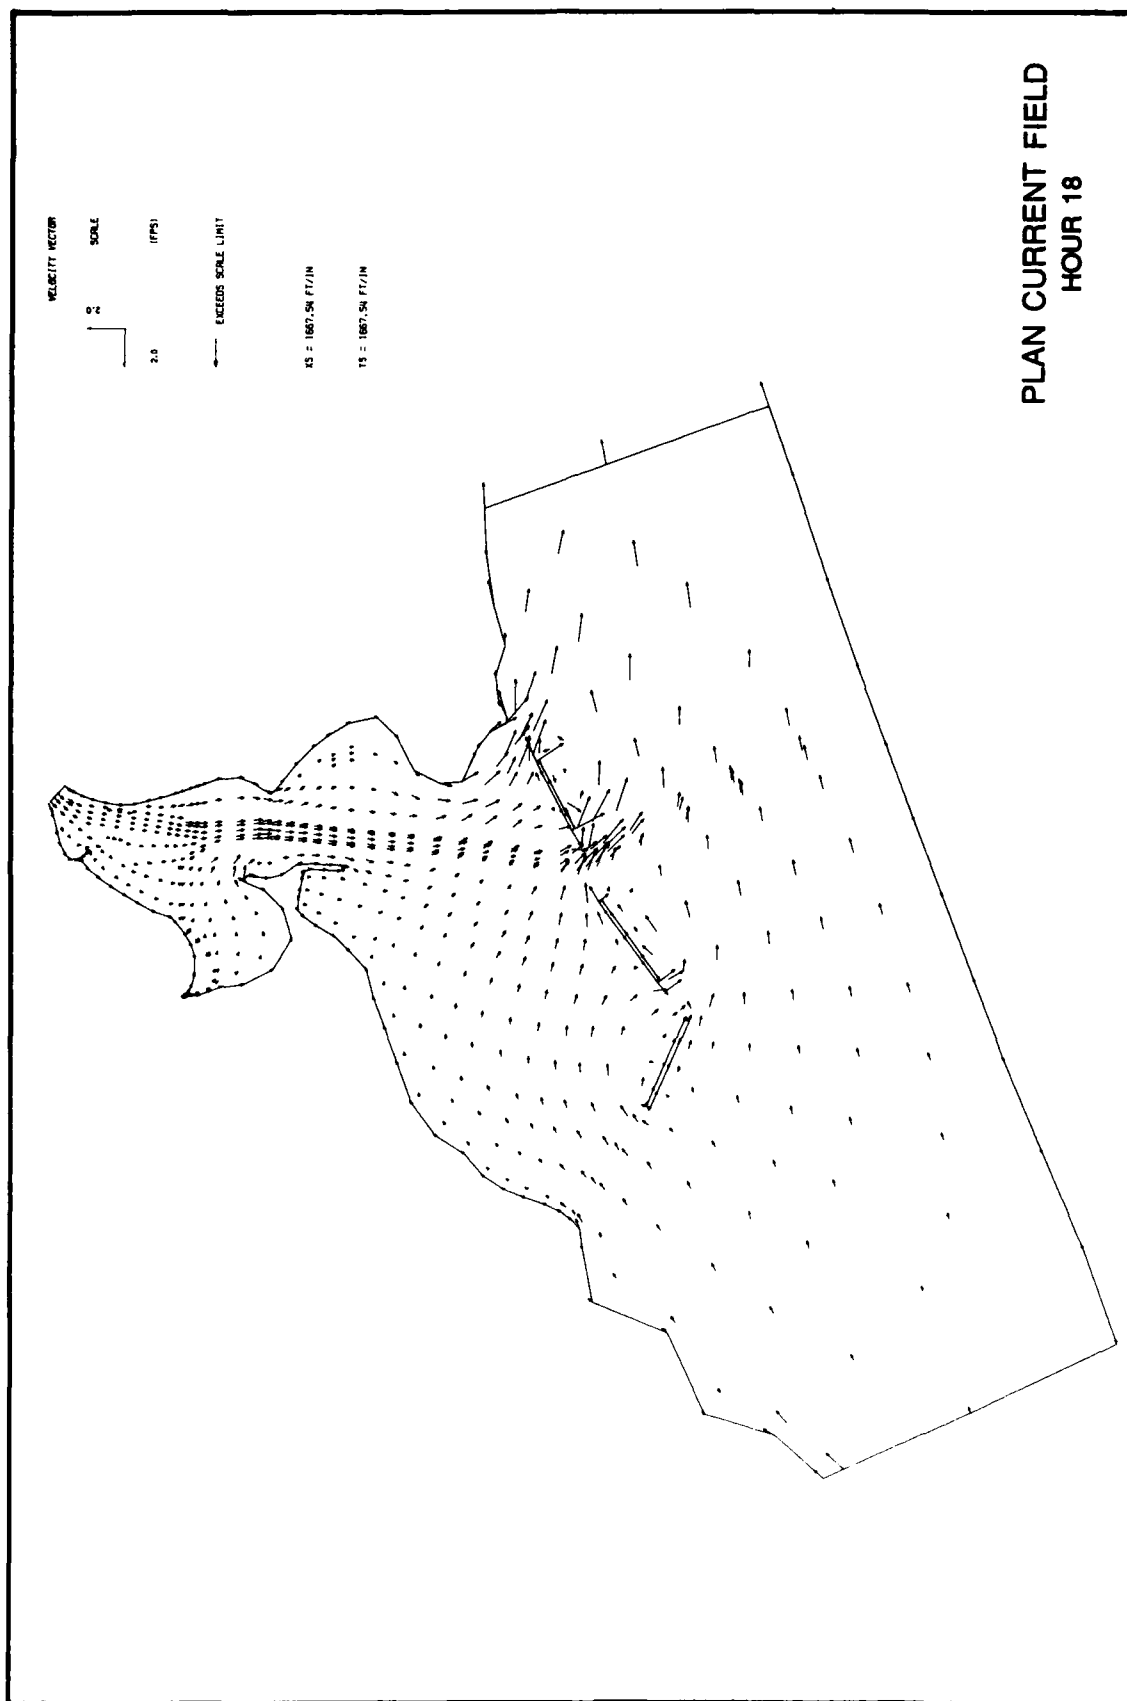 VELOCITY VECTOR
SCALE
2.0
2.0
(FPS)
EXCEEDS SCALE LIMIT
XS = 1667.54 FT/IN
YS = 1667.54 FT/IN
PLAN CURRENT FIELD
HOUR 18